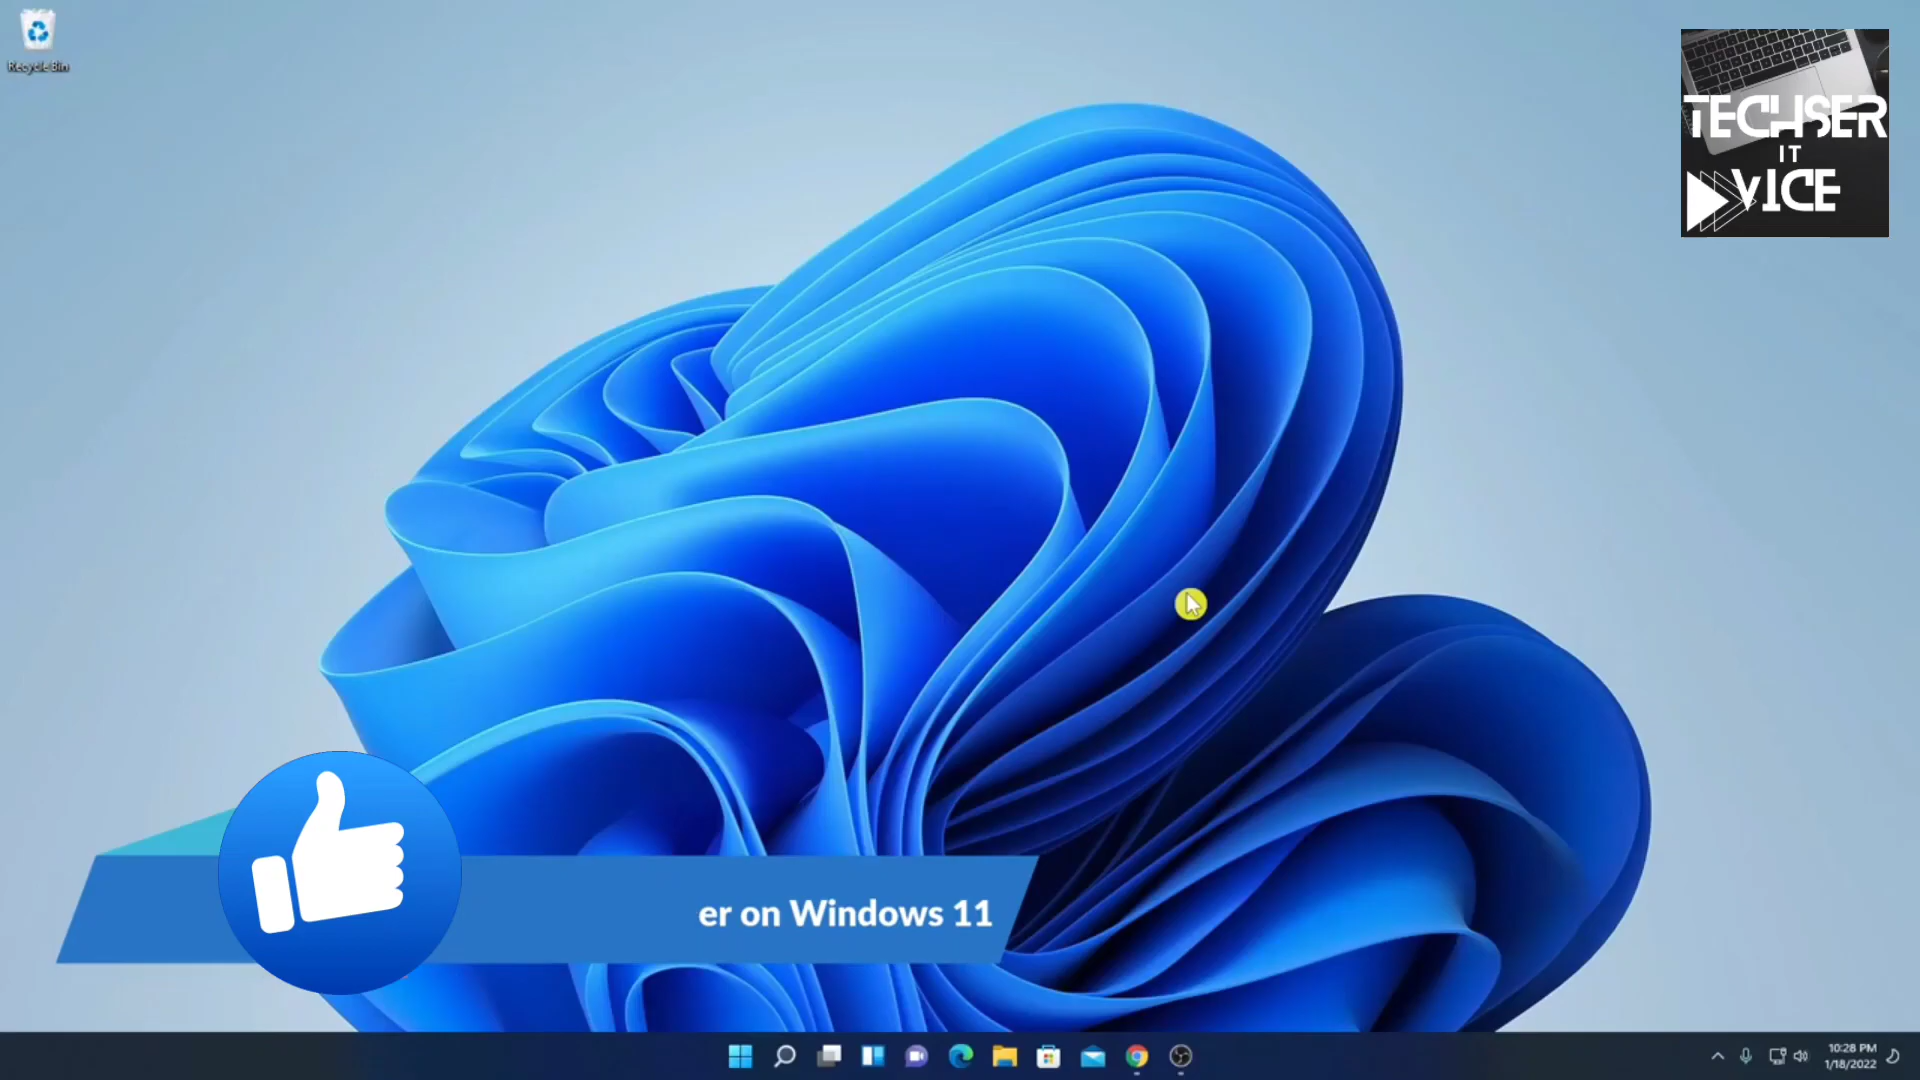 Recycle Bin
TECHSER
IT
VICE
er on Windows 11
10:28 PM
1/18/2022